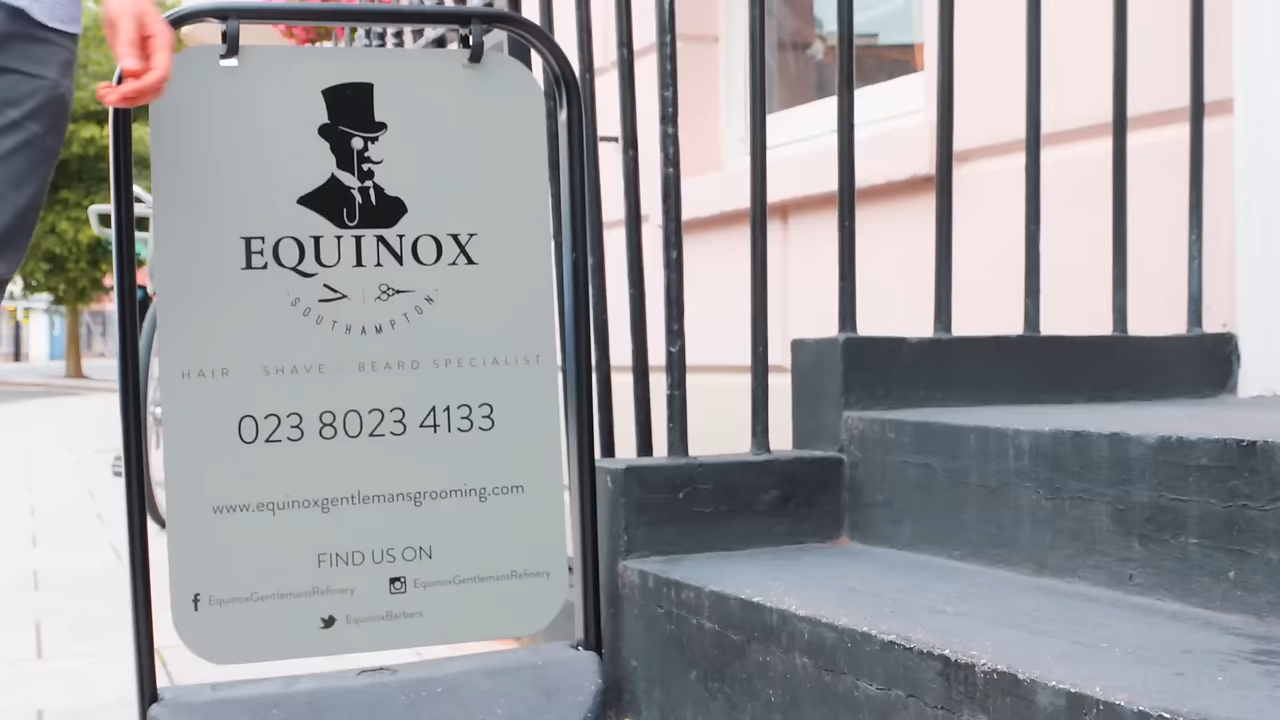 EQUINOX
SOUTHAMPTON
HAIR SHAVE BEARD SPECIALIST
023 8023 4133
www.equinoxgentlemansgrooming.com
FIND US ON
EquinoxGentlemansRefinery EquinoxGentlemansRefinery
EquinoxBarbers